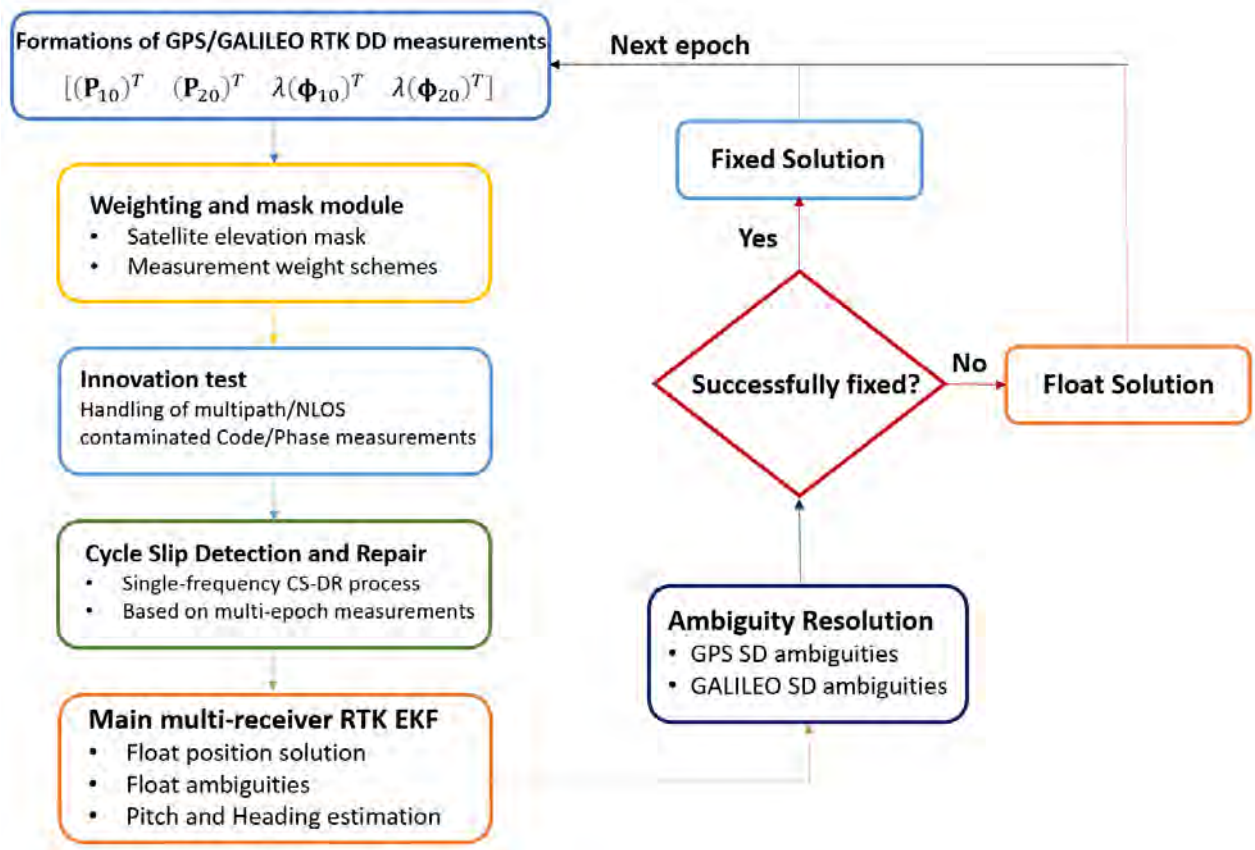 Formations of GPS/GALILEO RTK DD measurements
[(P₁₀)ᵀ (P₂₀)ᵀ λ(ϕ₁₀)ᵀ λ(ϕ₂₀)ᵀ]
Weighting and mask module
• Satellite elevation mask
• Measurement weight schemes
Innovation test
Handling of multipath/NLOS
contaminated Code/Phase measurements
Cycle Slip Detection and Repair
• Single-frequency CS-DR process
• Based on multi-epoch measurements
Main multi-receiver RTK EKF
• Float position solution
• Float ambiguities
• Pitch and Heading estimation
Ambiguity Resolution
• GPS SD ambiguities
• GALILEO SD ambiguities
Successfully fixed?
Yes
Fixed Solution
No
Float Solution
Next epoch